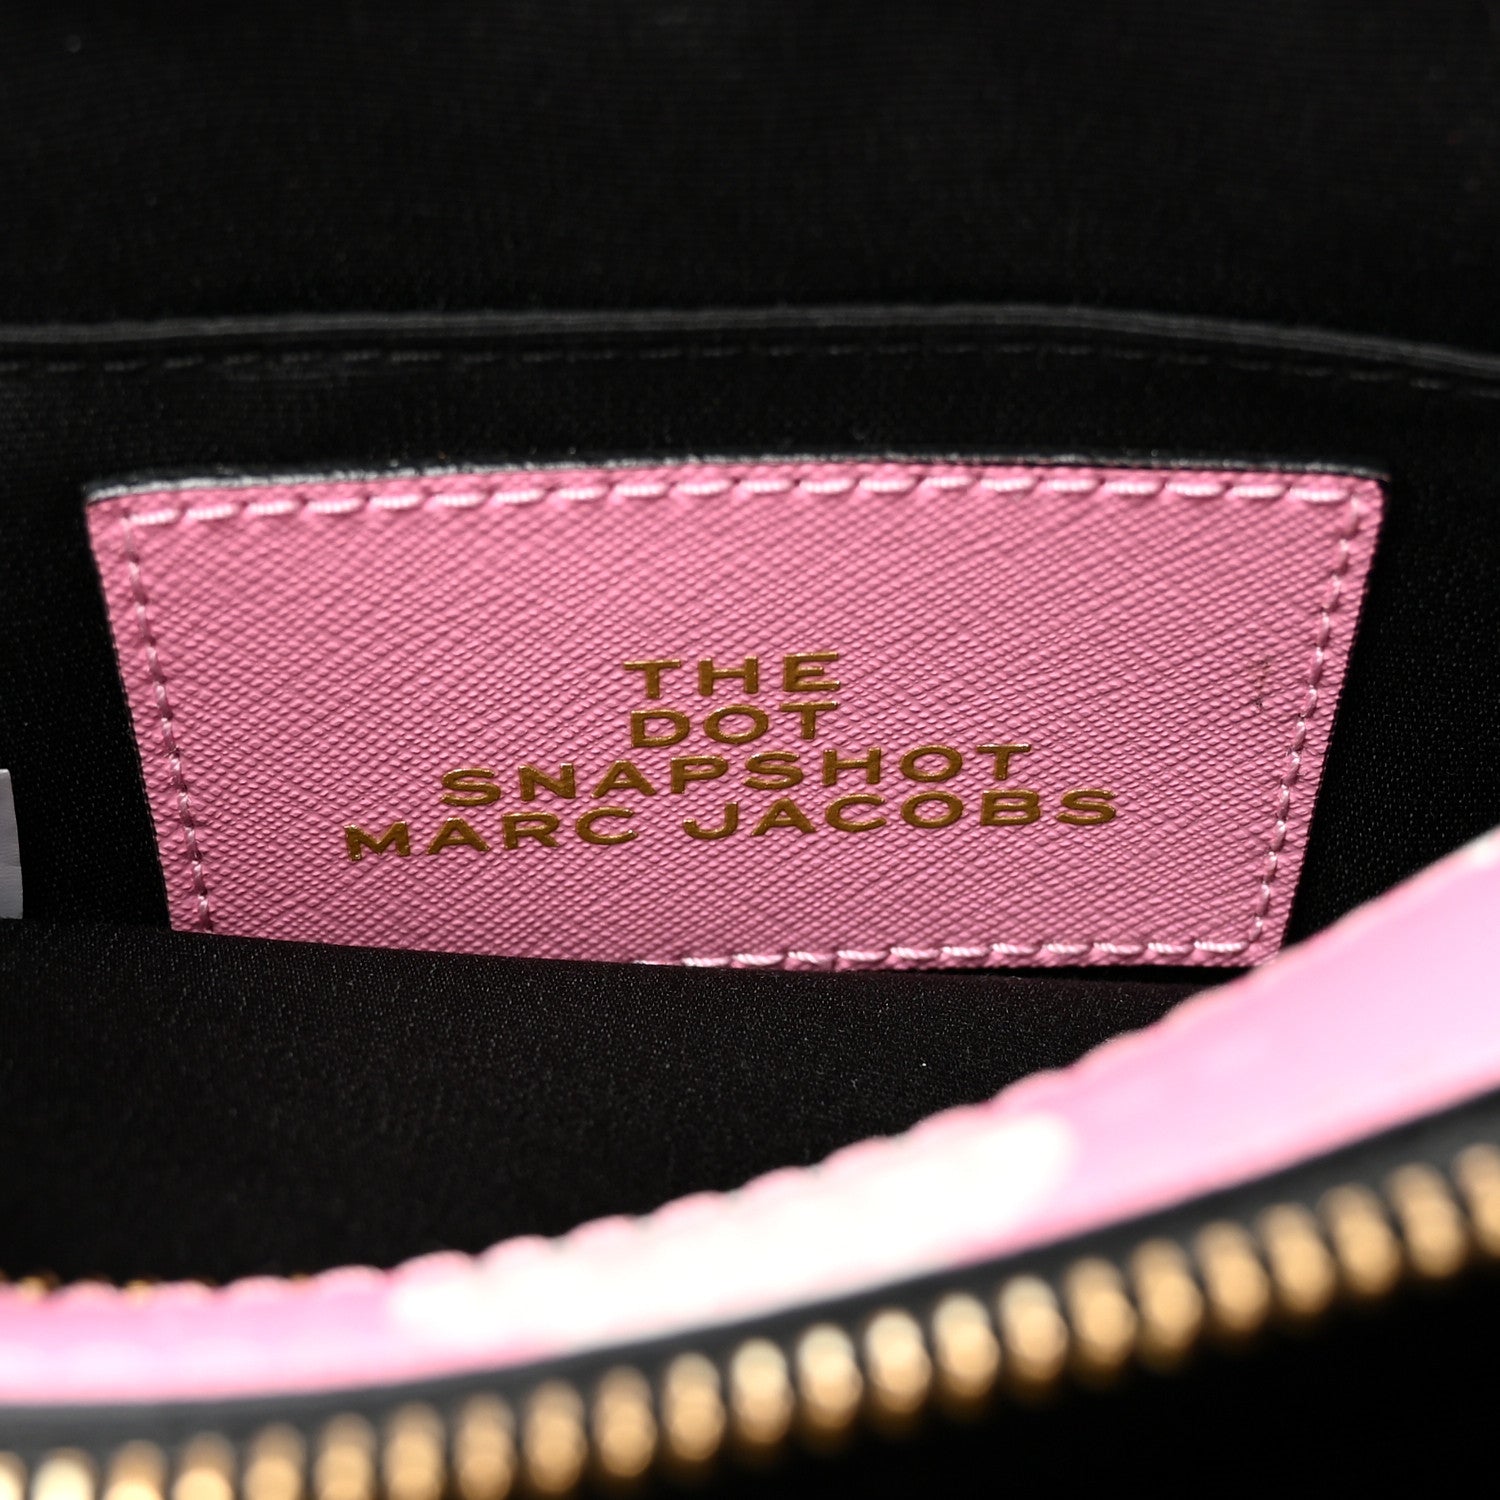 THE
DOT
SNAPSHOT
MARC JACOBS